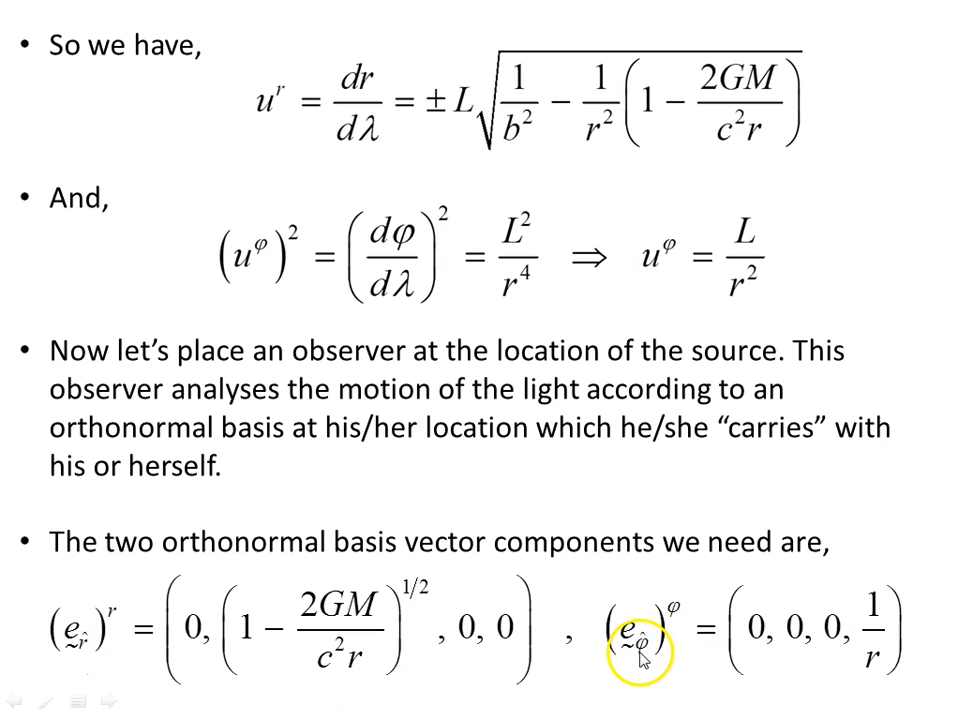 • So we have,
u^r = dr/dλ = ± L √(1/b² − 1/r² (1 − 2GM/c²r))
• And,
(u^φ)² = (dφ/dλ)² = L²/r⁴ ⇒ u^φ = L/r²
• Now let’s place an observer at the location of the source. This
observer analyses the motion of the light according to an
orthonormal basis at his/her location which he/she “carries” with
his or herself.
• The two orthonormal basis vector components we need are,
(e_r̂)^r = (0, (1 − 2GM/c²r)^1/2, 0, 0) , (e_φ̂)^φ = (0, 0, 0, 1/r)